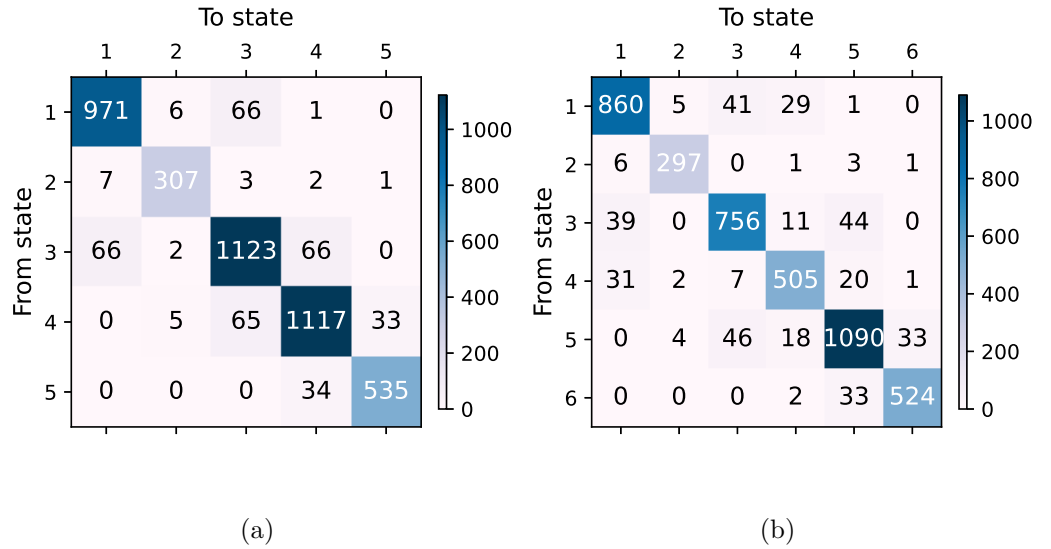 To state
1 2 3 4 5
From state
1 971 6 66 1 0
2 7 307 3 2 1
3 66 2 1123 66 0
4 0 5 65 1117 33
5 0 0 0 34 535
1000
800
600
400
200
0
(a)
To state
1 2 3 4 5 6
From state
1 860 5 41 29 1 0
2 6 297 0 1 3 1
3 39 0 756 11 44 0
4 31 2 7 505 20 1
5 0 4 46 18 1090 33
6 0 0 0 2 33 524
1000
800
600
400
200
0
(b)